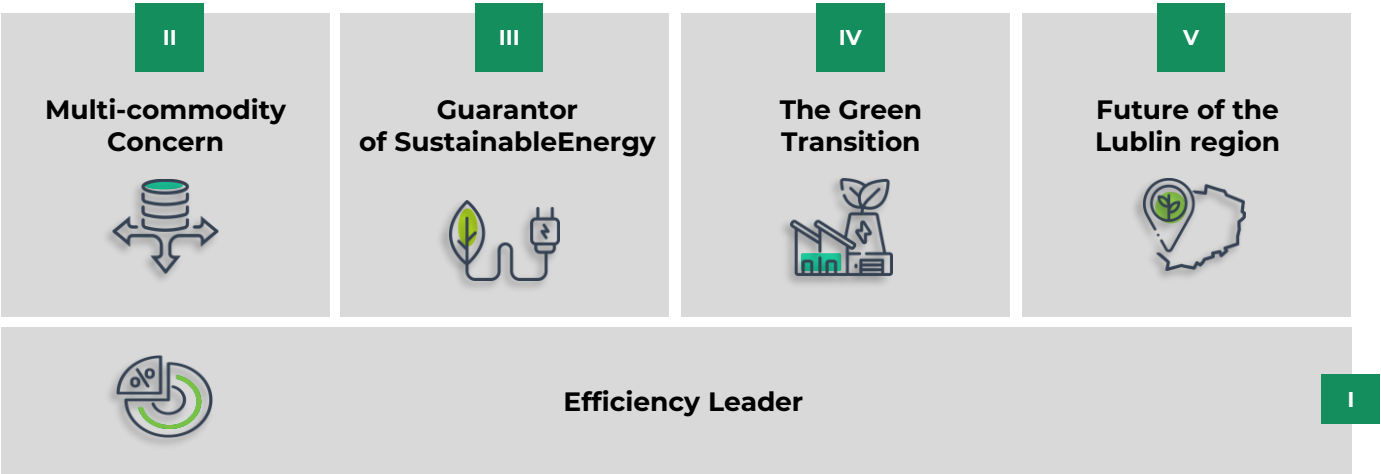 II
Multi-commodity
Concern
III
Guarantor
of SustainableEnergy
IV
The Green
Transition
V
Future of the
Lublin region
%
Efficiency Leader
I